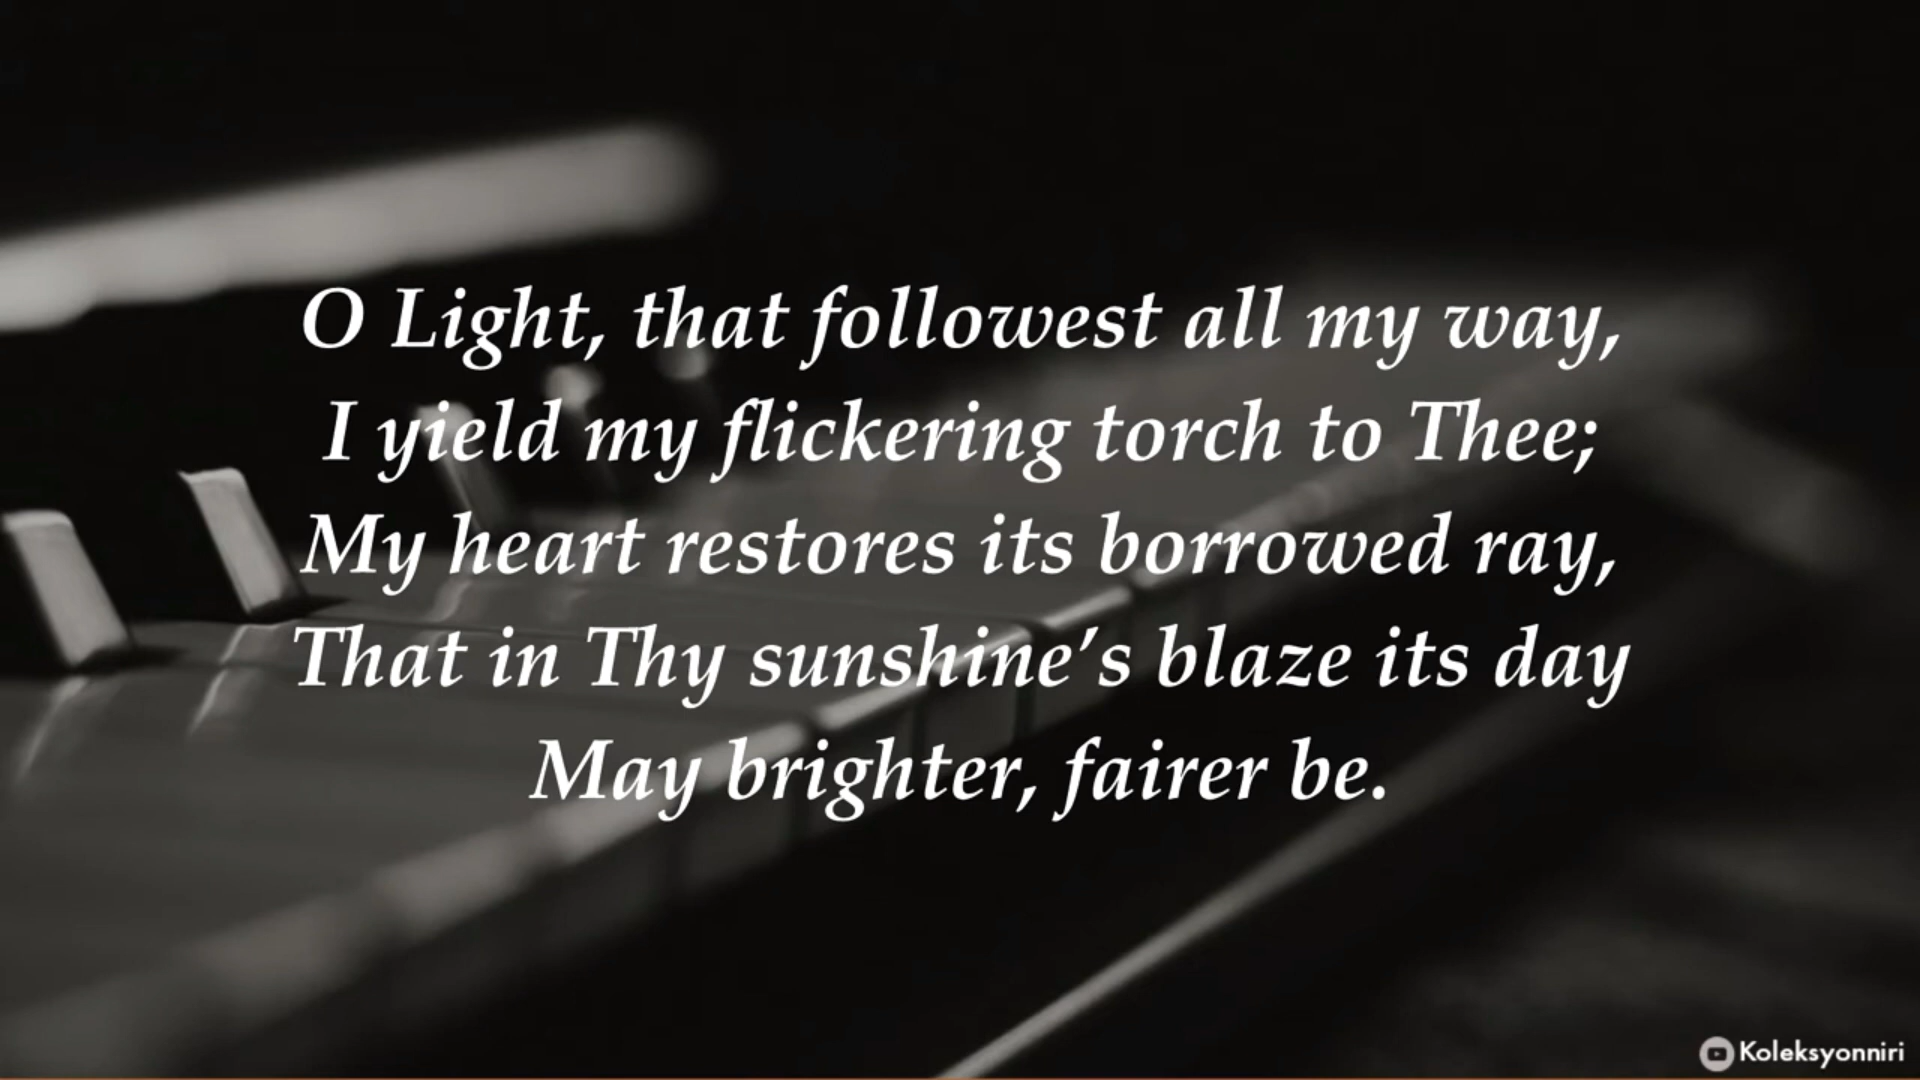 O Light, that followest all my way,
I yield my flickering torch to Thee;
My heart restores its borrowed ray,
That in Thy sunshine’s blaze its day
May brighter, fairer be.
Koleksyonniri